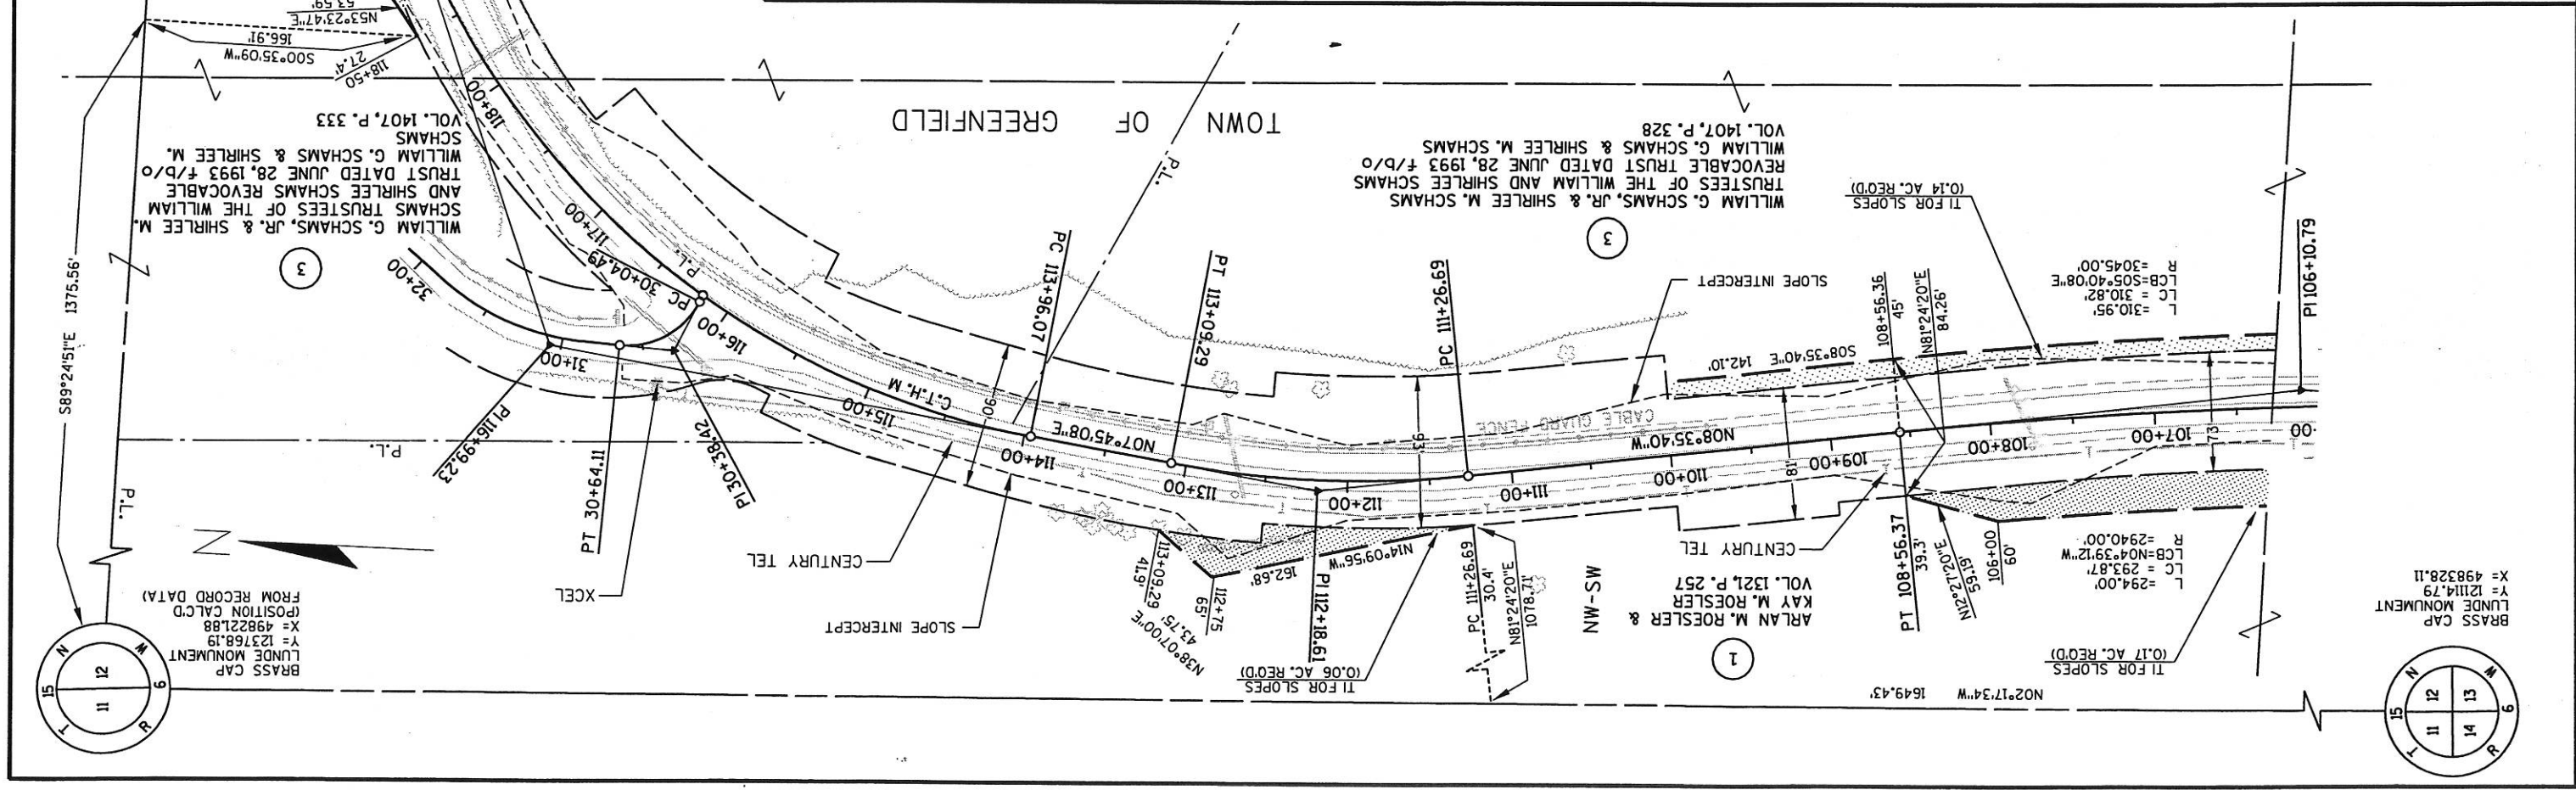 BRASS CAP
LUNDE MONUMENT
Y= 121114.79
X= 498328.11
15
T
R
6
W
N
11
14
12
13
N02°17'34"W 1649.43'
TI FOR SLOPES
(0.17 AC. REQ'D)
L =294.00'
LC = 293.87'
LCB=N04°39'12"W
R =2940.00'
106+00
60'
N12°27'20"E
59.19'
PT 108+56.37
39.3'
1
ARLAN M. ROESLER &
KAY M. ROESLER
VOL. 1321, P. 257
CENTURY TEL
NW-SW
PC 111+26.69
30.4'
N81°24'20"E
1078.71'
TI FOR SLOPES
(0.06 AC. REQ'D)
PI 112+18.61
N14°09'56"W
162.68'
112+75
65'
N38°07'00"E
43.75'
113+09.29
41.9'
SLOPE INTERCEPT
CENTURY TEL
XCEL
PI 30+38.42
PT 30+64.11
PI 116+99.23
P.L.
P.L.
N
BRASS CAP
LUNDE MONUMENT
Y= 123768.19
X= 498221.88
(POSITION CALC'D
FROM RECORD DATA)
15
T
R
6
W
N
11
12
107+00
108+00
109+00
110+00
111+00
112+00
113+00
114+00
115+00
116+00
117+00
118+00
31+00
32+00
00+
73'
81'
93'
90'
N08°35'40"W
CABLE GUARD FENCE
N07°45'08"E
C.T.H. M
PI 106+10.79
L =310.95'
LC = 310.82'
LCB=S05°40'08"E
R =3045.00'
N81°24'20"E
84.26'
108+56.36
45'
S08°35'40"E 142.10'
TI FOR SLOPES
(0.14 AC. REQ'D)
SLOPE INTERCEPT
PC 111+26.69
PT 113+09.29
PC 113+96.07
PC 30+04.49
P.L.
P.L.
3
WILLIAM G. SCHAMS, JR. & SHIRLEE M. SCHAMS
TRUSTEES OF THE WILLIAM AND SHIRLEE SCHAMS
REVOCABLE TRUST DATED JUNE 28, 1993 f/b/o
WILLIAM G. SCHAMS & SHIRLEE M. SCHAMS
VOL. 1407, P. 328
TOWN OF GREENFIELD
3
WILLIAM G. SCHAMS, JR. & SHIRLEE M.
SCHAMS TRUSTEES OF THE WILLIAM
AND SHIRLEE SCHAMS REVOCABLE
TRUST DATED JUNE 28, 1993 f/b/o
WILLIAM G. SCHAMS & SHIRLEE M.
SCHAMS
VOL. 1407, P. 333
118+50
27.4'
S00°35'09"W
166.91'
N53°23'47"E
53.59'
S89°24'51"E 1375.56'